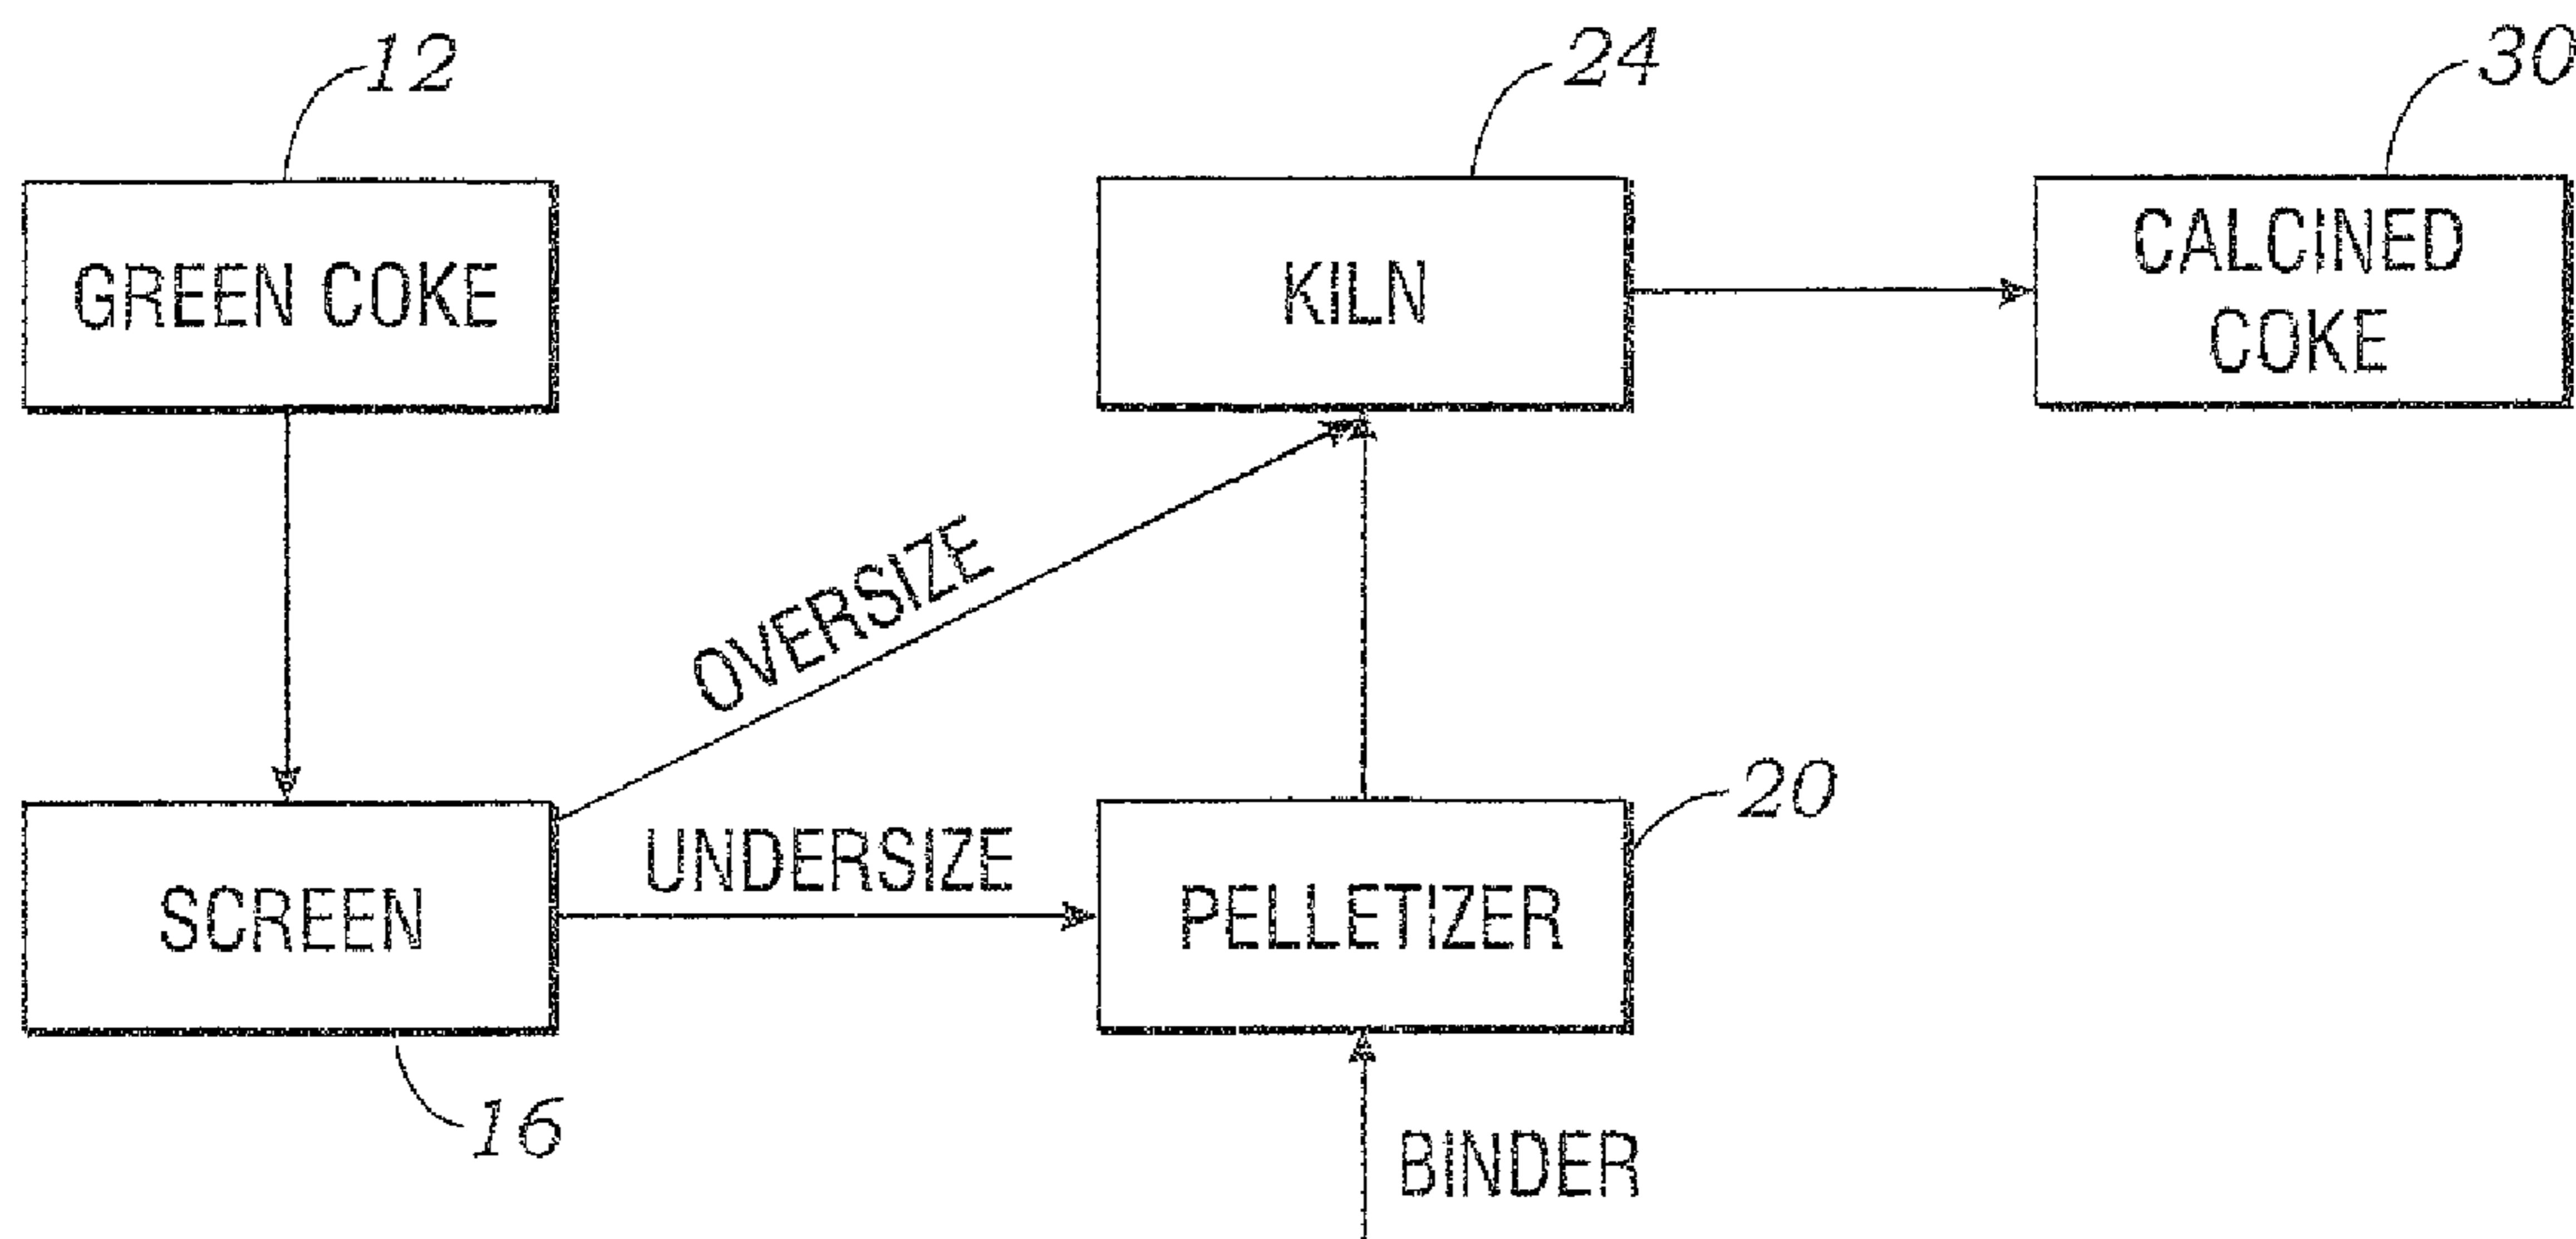 12
24
30
GREEN COKE
KILN
CALCINED
COKE
OVERSIZE
20
UNDERSIZE
SCREEN
PELLETIZER
16
BINDER